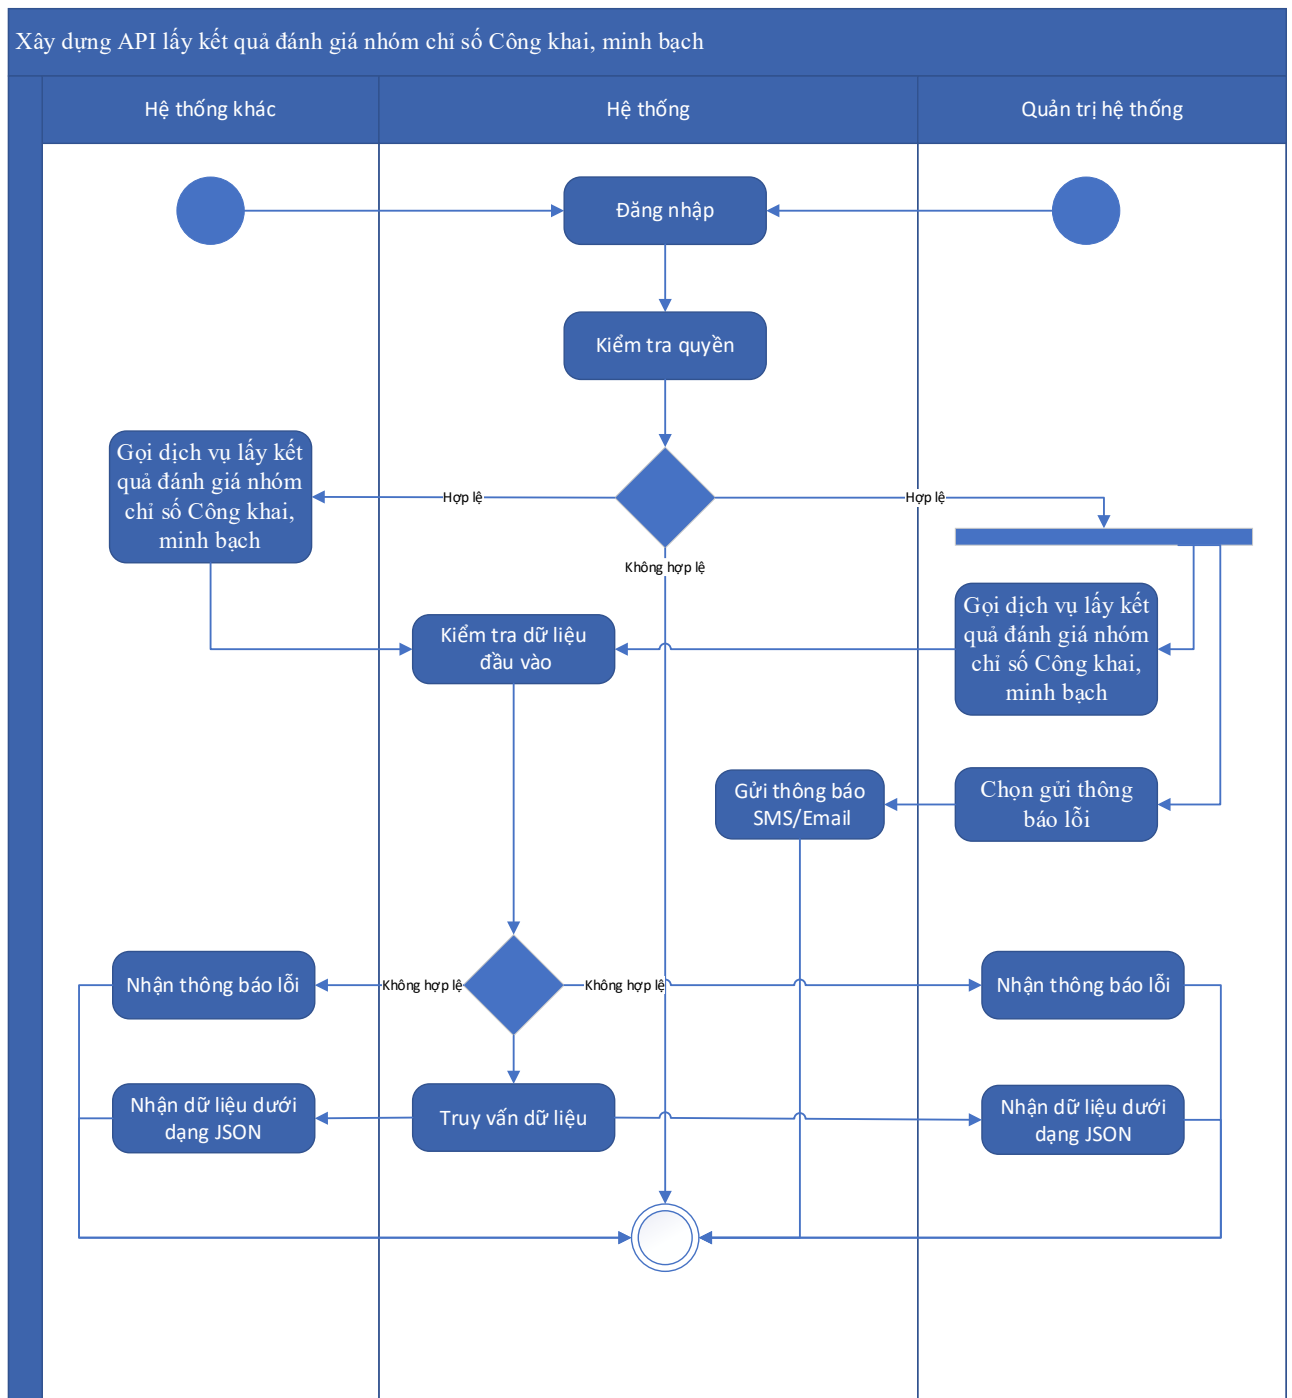 Xây dựng API lấy kết quả đánh giá nhóm chỉ số Công khai, minh bạch
Hệ thống khác
Hệ thống
Quản trị hệ thống
Đăng nhập
Kiểm tra quyền
Gọi dịch vụ lấy kết
quả đánh giá nhóm
chỉ số Công khai,
minh bạch
Hợp lệ
Hợp lệ
Không hợp lệ
Kiểm tra dữ liệu
đầu vào
Gọi dịch vụ lấy kết
quả đánh giá nhóm
chỉ số Công khai,
minh bạch
Gửi thông báo
SMS/Email
Chọn gửi thông
báo lỗi
Nhận thông báo lỗi
Không hợp lệ
Không hợp lệ
Nhận thông báo lỗi
Nhận dữ liệu dưới
dạng JSON
Truy vấn dữ liệu
Nhận dữ liệu dưới
dạng JSON